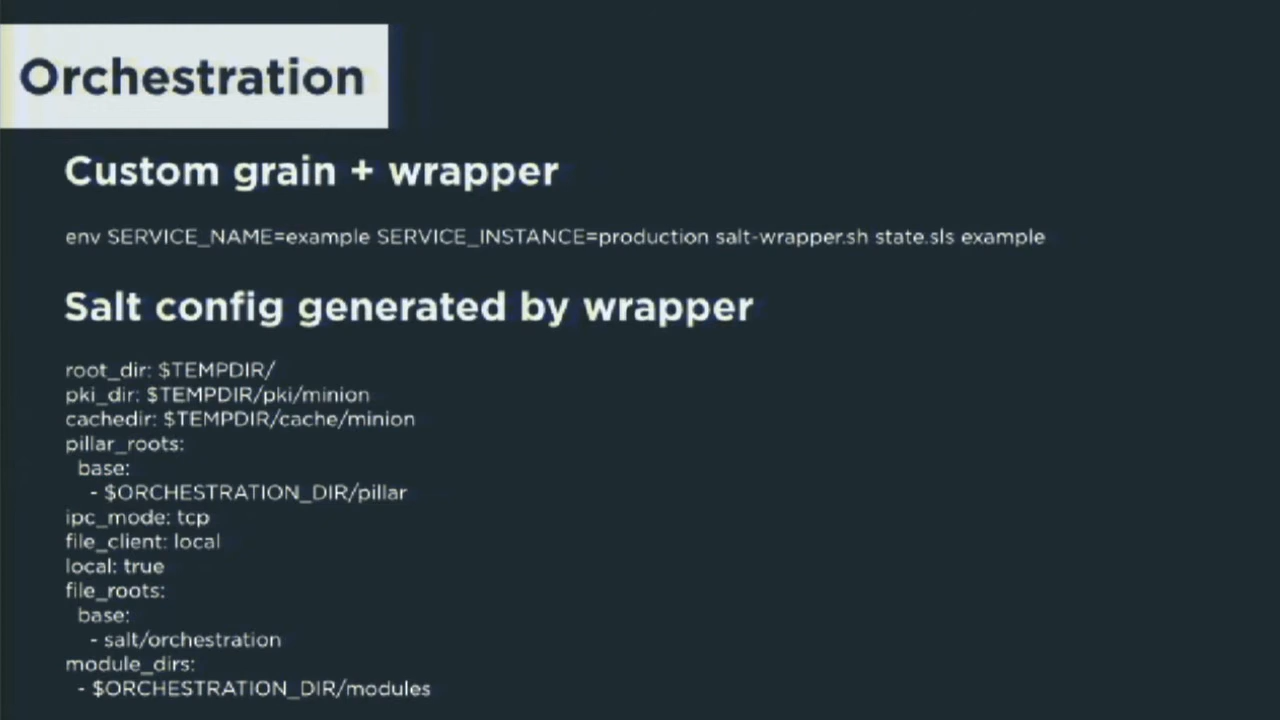 Orchestration
Custom grain + wrapper
env SERVICE_NAME=example SERVICE_INSTANCE=production salt-wrapper.sh state.sls example
Salt config generated by wrapper
root_dir: $TEMPDIR/
pki_dir: $TEMPDIR/pki/minion
cachedir: $TEMPDIR/cache/minion
pillar_roots:
  base:
    - $ORCHESTRATION_DIR/pillar
ipc_mode: tcp
file_client: local
local: true
file_roots:
  base:
    - salt/orchestration
module_dirs:
  - $ORCHESTRATION_DIR/modules